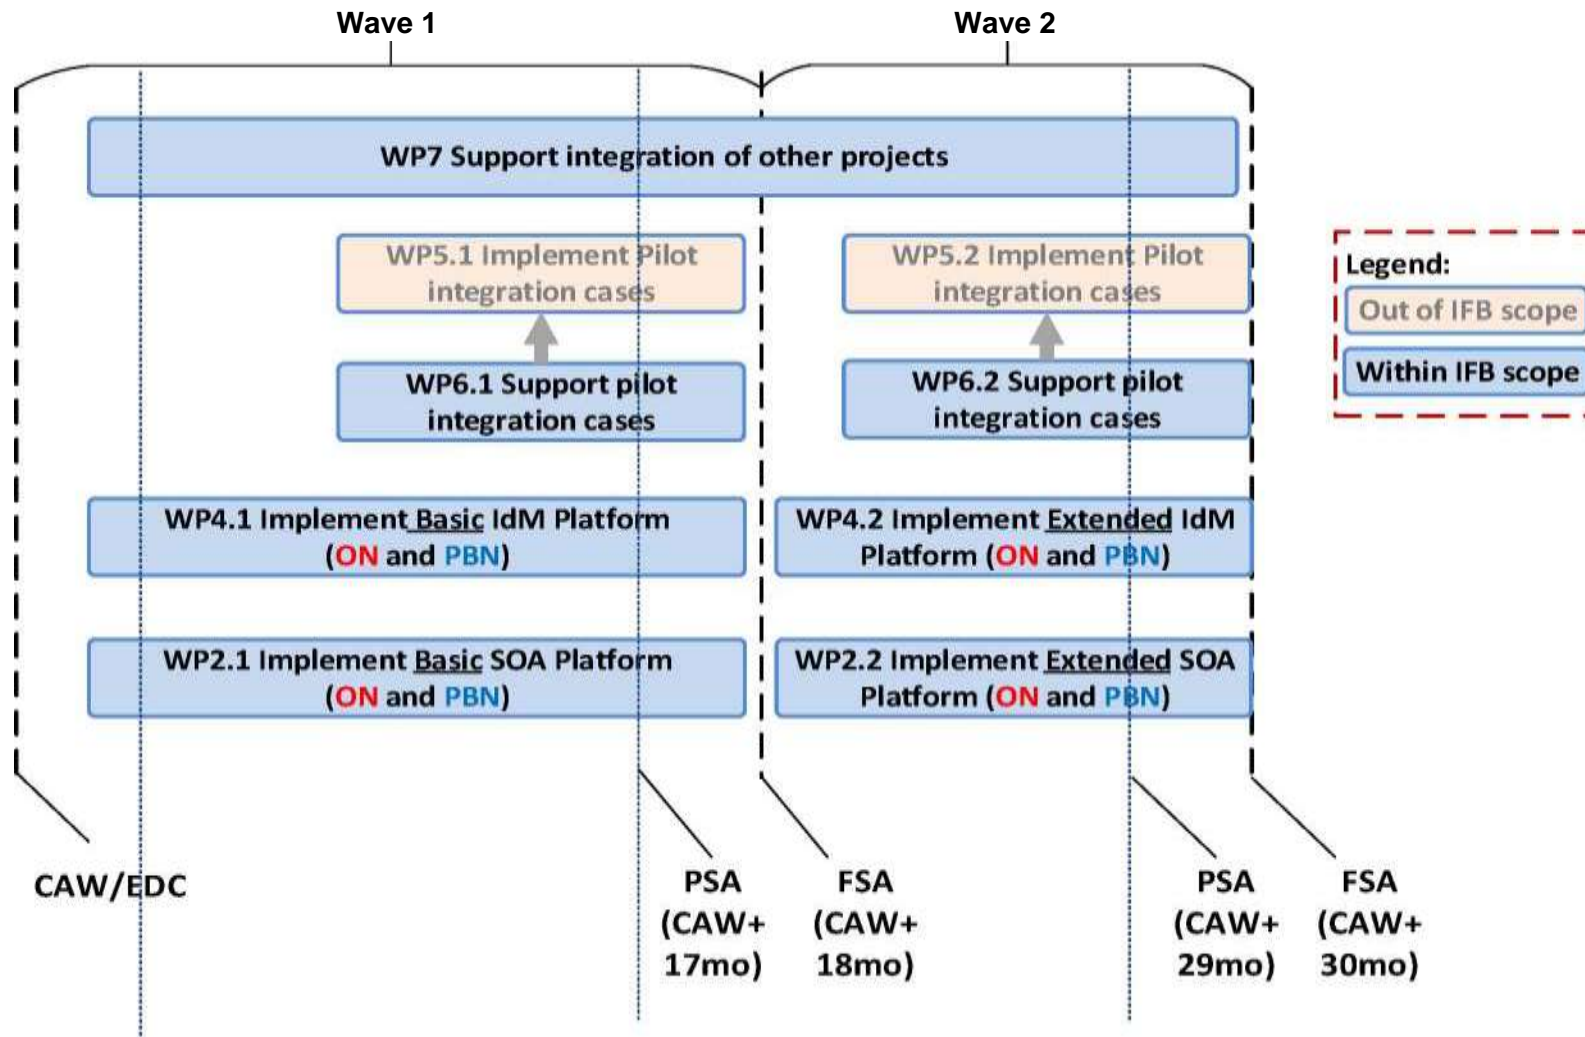 Wave 1
Wave 2
WP7 Support integration of other projects
WP5.1 Implement Pilot
integration cases
WP5.2 Implement Pilot
integration cases
Legend:
Out of IFB scope
Within IFB scope
WP6.1 Support pilot
integration cases
WP6.2 Support pilot
integration cases
WP4.1 Implement Basic IdM Platform
(ON and PBN)
WP4.2 Implement Extended IdM
Platform (ON and PBN)
WP2.1 Implement Basic SOA Platform
(ON and PBN)
WP2.2 Implement Extended SOA
Platform (ON and PBN)
CAW/EDC
PSA
(CAW+
17mo)
FSA
(CAW+
18mo)
PSA
(CAW+
29mo)
FSA
(CAW+
30mo)